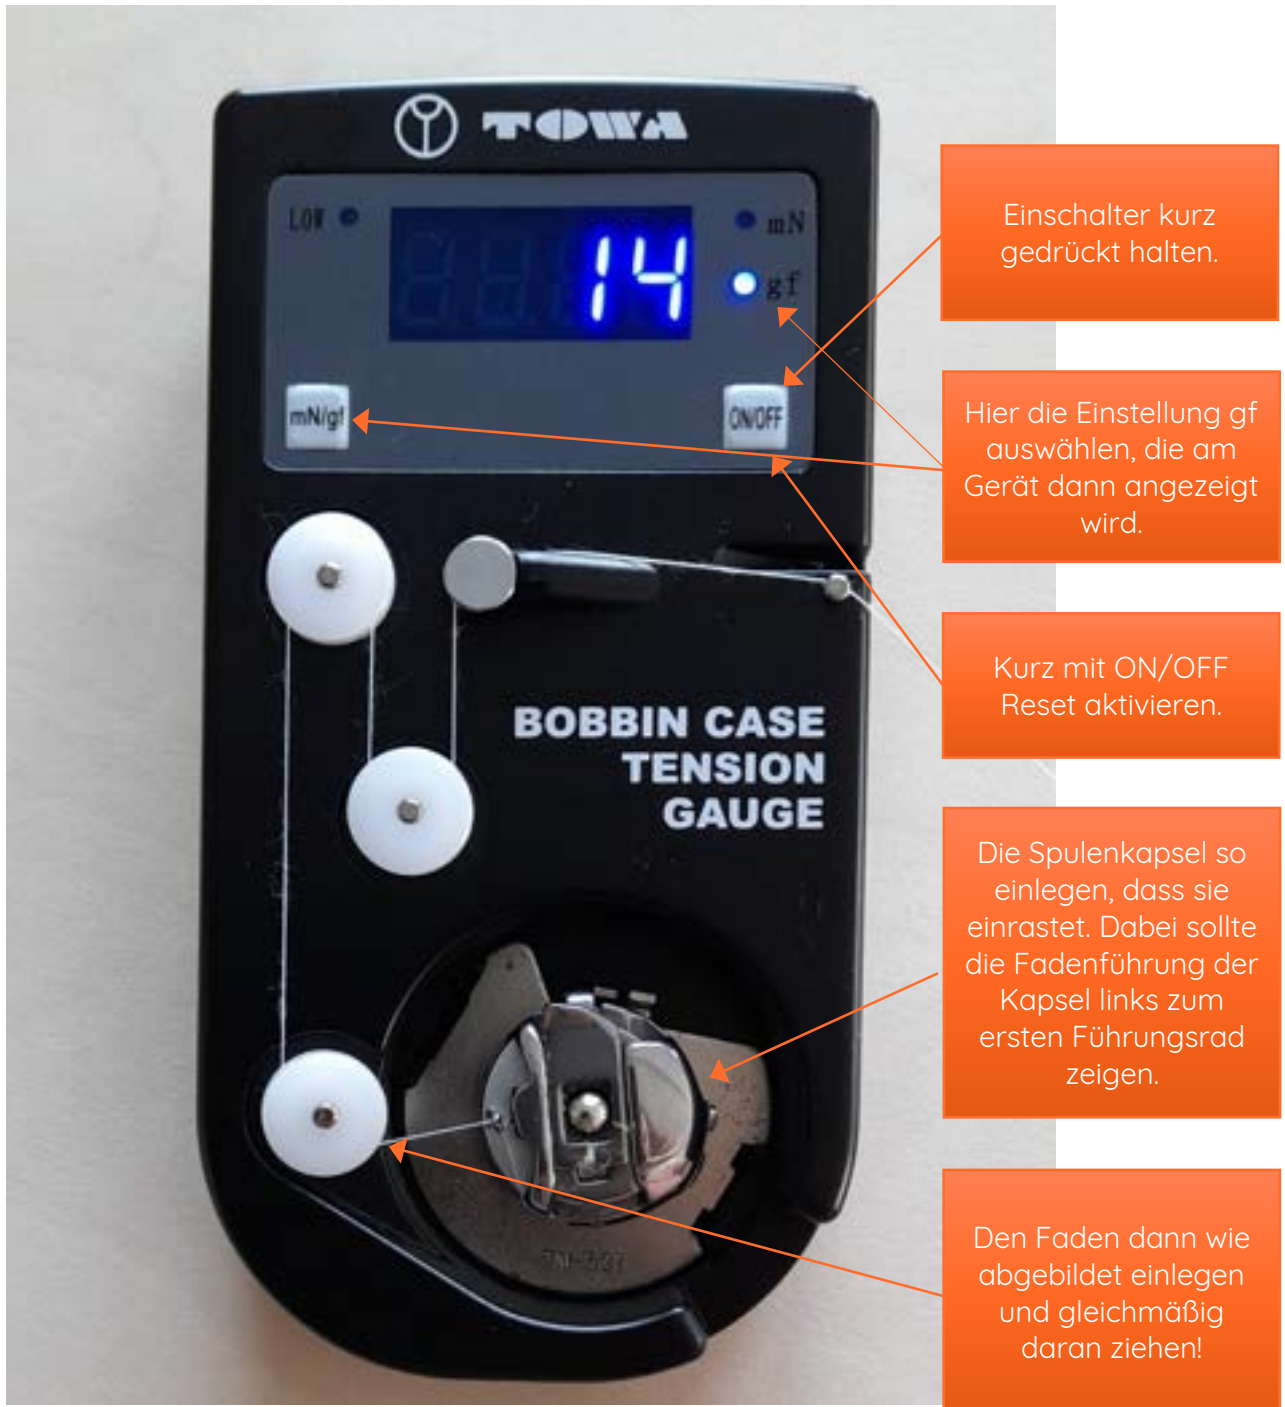 TOWA
LOW
mN
14
gf
mN/gf
ON/OFF
BOBBIN CASE
TENSION
GAUGE
Einschalter kurz
gedrückt halten.
Hier die Einstellung gf
auswählen, die am
Gerät dann angezeigt
wird.
Kurz mit ON/OFF
Reset aktivieren.
Die Spulenkapsel so
einlegen, dass sie
einrastet. Dabei sollte
die Fadenführung der
Kapsel links zum
ersten Führungsrad
zeigen.
Den Faden dann wie
abgebildet einlegen
und gleichmäßig
daran ziehen!